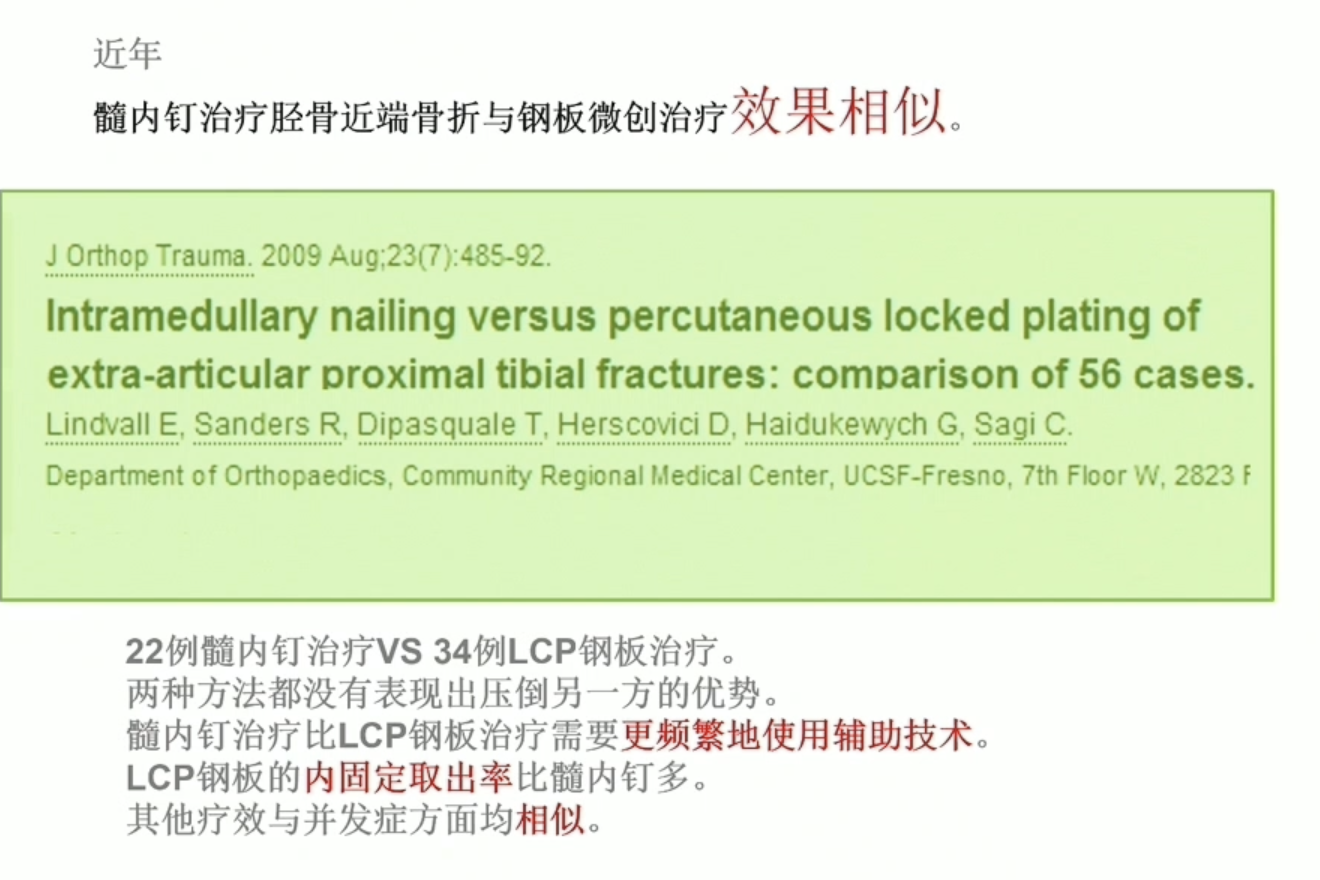 近年
髓内钉治疗胫骨近端骨折与钢板微创治疗效果相似。
J Orthop Trauma. 2009 Aug;23(7):485-92.
Intramedullary nailing versus percutaneous locked plating of
extra-articular proximal tibial fractures: comparison of 56 cases.
Lindvall E, Sanders R, Dipasquale T, Herscovici D, Haidukewych G, Sagi C.
Department of Orthopaedics, Community Regional Medical Center, UCSF-Fresno, 7th Floor W, 2823
22例髓内钉治疗VS 34例LCP钢板治疗。
两种方法都没有表现出压倒另一方的优势。
髓内钉治疗比LCP钢板治疗需要更频繁地使用辅助技术。
LCP钢板的内固定取出率比髓内钉多。
其他疗效与并发症方面均相似。